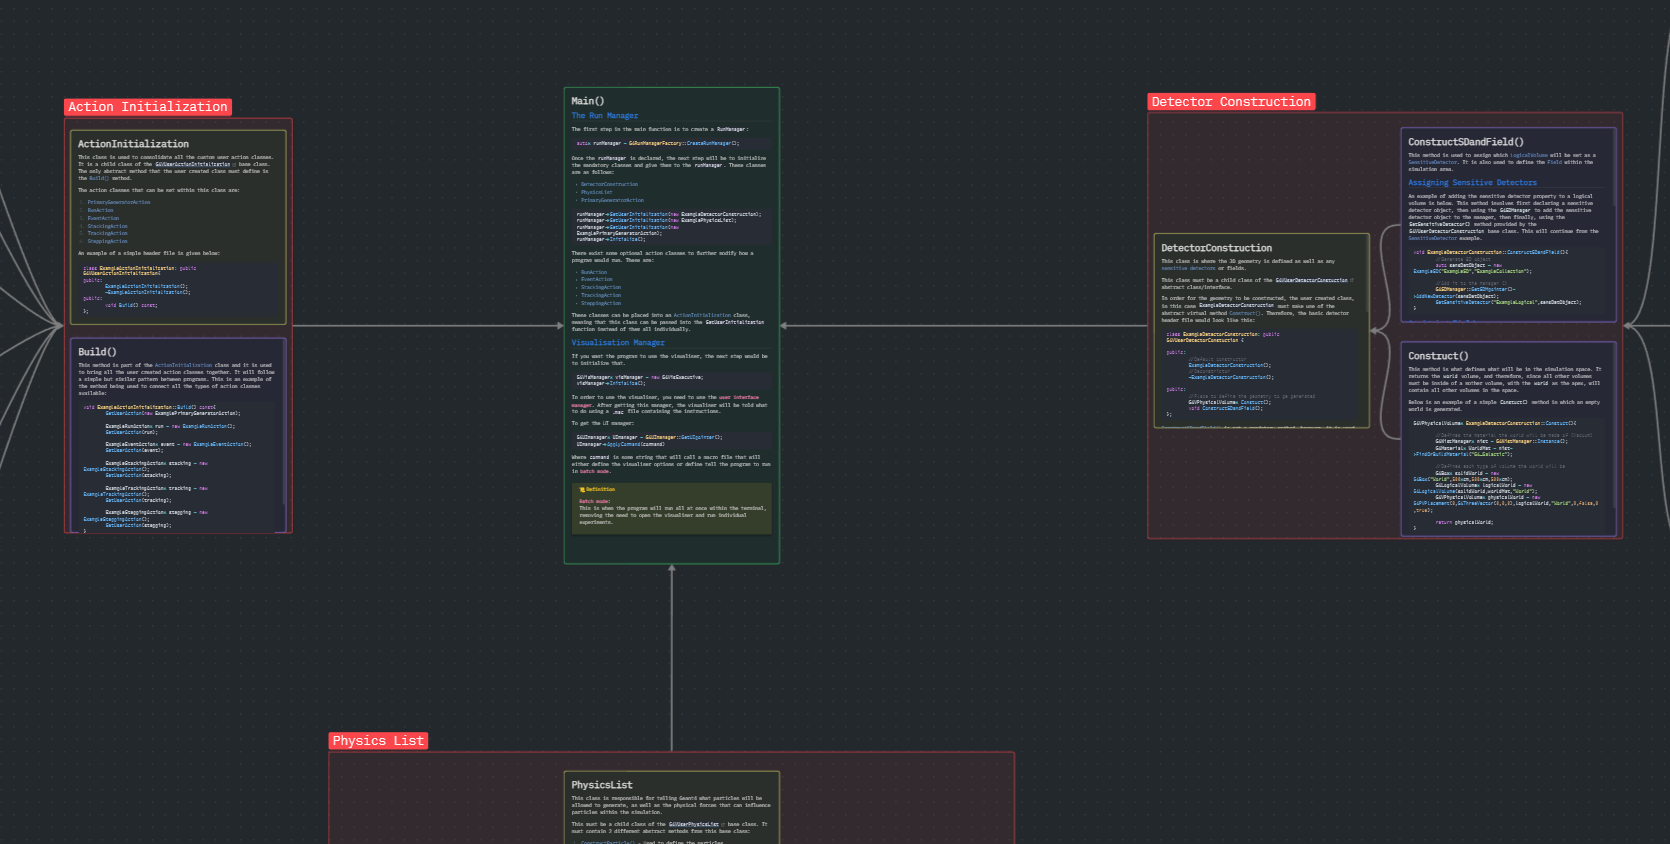 Action Initialization
ActionInitialization
This class is used to consolidate all the custom user action classes.
It is a child class of the G4VUserActionInitialization base class.
The only abstract method that the user created class must define is
the Build() method.
The action classes that can be set within this class are:
1. PrimaryGeneratorAction
2. RunAction
3. EventAction
4. StackingAction
5. TrackingAction
6. SteppingAction
An example of a simple header file is given below:
class ExampleActionInitialization: public
G4VUserActionInitialization{
public:
ExampleActionInitialization();
~ExampleActionInitialization();
public:
void Build() const;
};
Build()
This method is part of the ActionInitialization class and it is used
to bring all the user created action classes together. It will follow
a simple but similar pattern between progress. This is an example of
the method being used to connect all the types of action classes
available:
void ExampleActionInitialization::Build() const{
SetUserAction(new ExamplePrimaryGeneratorAction);
ExampleRunAction* run = new ExampleRunAction();
SetUserAction(run);
ExampleEventAction* event = new ExampleEventAction();
SetUserAction(event);
ExampleStackingAction* stacking = new
ExampleStackingAction();
SetUserAction(stacking);
ExampleTrackingAction* tracking = new
ExampleTrackingAction();
SetUserAction(tracking);
ExampleSteppingAction* stepping = new
ExampleSteppingAction();
SetUserAction(stepping);
}
Main()
The Run Manager
The first step in the main function is to create a RunManager:
auto* runManager = G4RunManagerFactory::CreateRunManager();
Once the runManager is declared, the next step will be to initialize
the mandatory classes and give them to the runManager. These classes
are as follows:
• DetectorConstruction
• PhysicsList
• PrimaryGeneratorAction
runManager->SetUserInitialization(new ExampleDetectorConstruction);
runManager->SetUserInitialization(new ExamplePhysicsList);
runManager->SetUserInitialization(new
ExamplePrimaryGeneratorAction);
runManager->Initialize();
There exist some optional action classes to further modify how a
program would run. These are:
• RunAction
• EventAction
• StackingAction
• TrackingAction
• SteppingAction
These classes can be placed into an ActionInitialization class,
meaning that this class can be passed into the SetUserInitialization
function instead of them all individually.
Visualisation Manager
If you want the program to use the visualiser, the next step would be
to initialize that.
G4VisManager* visManager = new G4VisExecutive;
visManager->Initialize();
In order to use the visualiser, you need to use the user interface
manager. After getting this manager, the visualiser will be told what
to do using a .mac file containing the instructions.
To get the UI manager:
G4UImanager* UImanager = G4UImanager::GetUIpointer();
UImanager->ApplyCommand(command)
Where command is some string that will call a macro file that will
either define the visualiser options or define tell the program to run
in batch mode.
Definition
Batch mode:
This is when the program will run all at once within the terminal,
removing the need to open the visualiser and run individual
experiments.
Detector Construction
DetectorConstruction
This class is where the 3D geometry is defined as well as any
sensitive detectors or fields.
This class must be a child class of the G4VUserDetectorConstuction
abstract class/interface.
In order for the geometry to be constructed, the user created class,
in this case ExampleDetectorConstruction must make use of the
abstract virtual method Construct(). Therefore, the basic detector
header file would look like this:
class ExampleDetectorConstruction: public
G4VUserDetectorConstruction {
public:
//Default constrictor
ExampleDetectorConstruction();
~ExampleDetectorConstruction();
public:
//Place to define the geometry to be generated
G4VPhysicalVolume* Construct();
void ConstructSDandField();
};
ConstructSDandField()
This method is used to assign which LogicalVolume will be set as a
SensitiveDetector. It is also used to define the Field within the
simulation area.
Assigning Sensitive Detectors
An example of adding the sensitive detector property to a logical
volume is below. This method involves first declaring a sensitive
detector object, then using the G4SDManager to add the sensitive
detector object to the manager, then finally, using the
SetSensitiveDetector() method provided by the
G4VUserDetectorConstruction base class. This will continue from the
SensitiveDetector example.
void ExampleDetectorConstruction::ConstructSDandField(){
//Generate SD object
auto sensDetObject = new
ExampleSD("ExampleSD","ExampleCollection");
G4SDManager::GetSDMpointer()-
>AddNewDetector(sensDetObject);
SetSensitiveDetector("ExampleLogical",sensDetObject);
}
Construct()
This method is what defines what will be in the simulation space. It
returns the world volume, and therefore, since all other volumes
must be inside of a mother volume, with the world as the apex, will
contain all other volumes in the space.
Below in an example of a simple Constuct() method in which an empty
world is generated.
G4VPhysicalVolume* ExampleDetectorConstruction::Construct(){
G4NistManager* nist = G4NistManager::Instance();
G4Material* worldMat = nist-
>FindOrBuildMaterial("G4_Galactic");
//Defines each type of volume the world will be
G4Box* solidWorld = new
G4Box("World",500*cm,500*cm,500*cm);
G4LogicalVolume* logicalWorld = new
G4LogicalVolume(solidWorld,worldMat,"World");
G4VPhysicalVolume* physicalWorld = new
G4PVPlacement(0,G4ThreeVector(0,0,0),logicalWorld,"World",0,false,0
,true);
return physicalWorld;
}
Physics List
PhysicsList
This class is responsible for telling Geant4 what particles will be
allowed to generate, as well as the physical forces that can influence
particles within the simulation.
This must be a child class of the G4VUserPhysicsList base class. It
must contain 2 different abstract methods from this base class:
ConstructParticle() - Used to define the particles